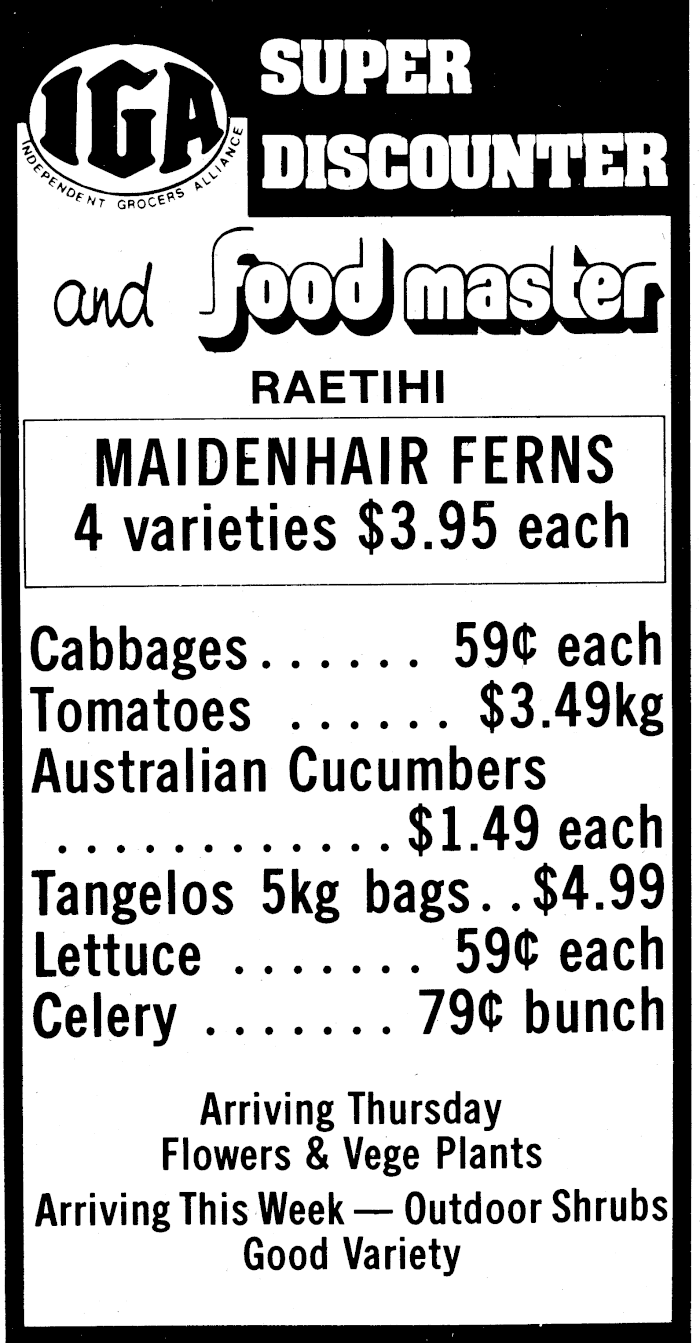 IGA
INDEPENDENT GROCERS ALLIANCE
SUPER
DISCOUNTER
and food master
RAETIHI
MAIDENHAIR FERNS
4 varieties $3.95 each
Cabbages...... 59¢ each
Tomatoes ...... $3.49kg
Australian Cucumbers
.............$1.49 each
Tangelos 5kg bags..$4.99
Lettuce ....... 59¢ each
Celery ....... 79¢ bunch
Arriving Thursday
Flowers & Vege Plants
Arriving This Week — Outdoor Shrubs
Good Variety